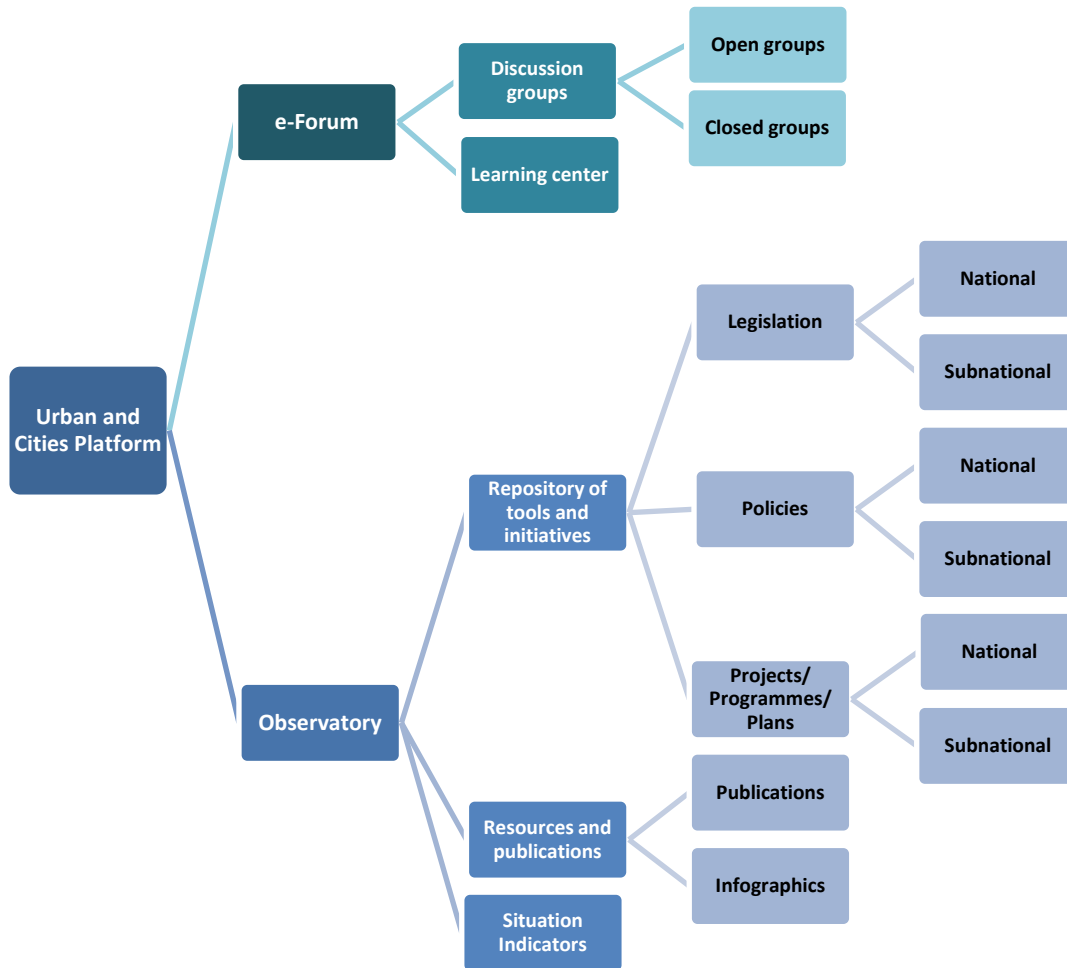 Urban and
Cities Platform
e-Forum
Discussion
groups
Open groups
Closed groups
Learning center
Observatory
Repository of
tools and
initiatives
Legislation
National
Subnational
Policies
National
Subnational
Projects/
Programmes/
Plans
National
Subnational
Resources and
publications
Publications
Infographics
Situation
Indicators